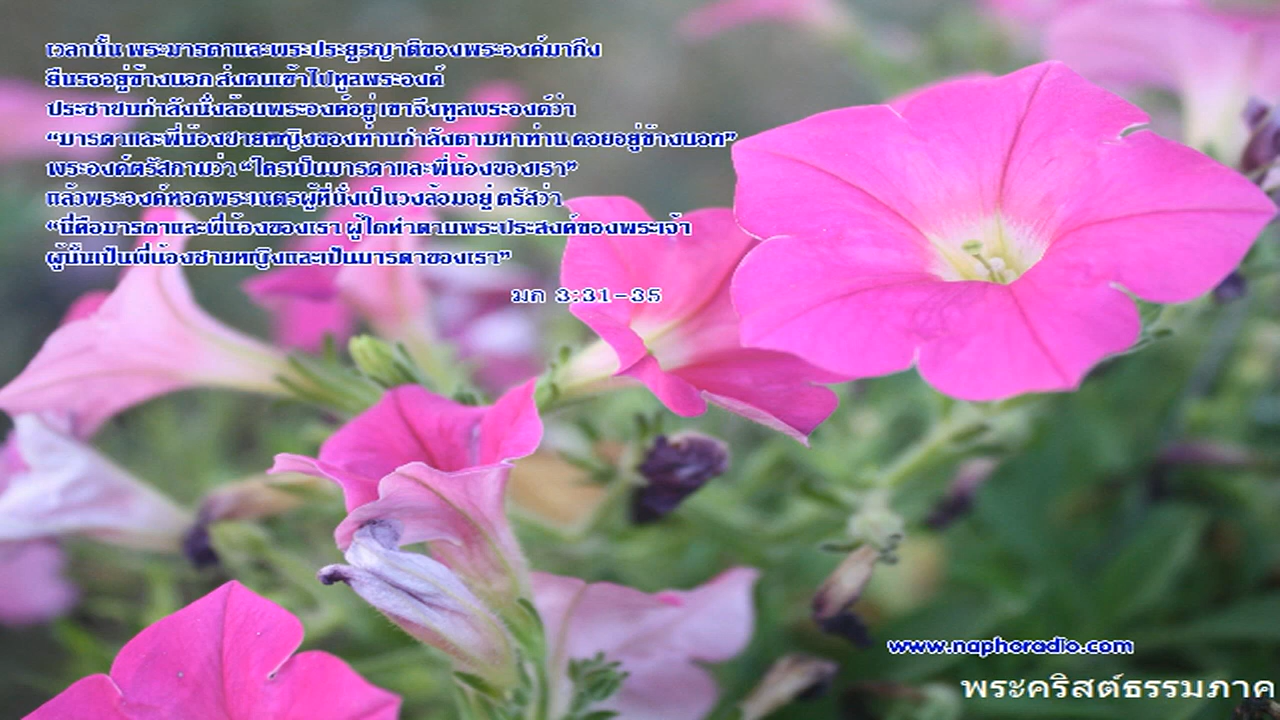 เวลานั้น พระมารดาและพระประยูรญาติของพระองค์มาถึง
ยืนรออยู่ข้างนอก ส่งคนเข้าไปทูลพระองค์
ประชาชนกำลังนั่งล้อมพระองค์อยู่ เขาจึงทูลพระองค์ว่า
“มารดาและพี่น้องชายหญิงของท่านกำลังตามหาท่าน คอยอยู่ข้างนอก”
พระองค์ตรัสถามว่า “ใครเป็นมารดาและพี่น้องของเรา”
แล้วพระองค์ทอดพระเนตรผู้ที่นั่งเป็นวงล้อมอยู่ ตรัสว่า
“นี่คือมารดาและพี่น้องของเรา ผู้ใดทำตามพระประสงค์ของพระเจ้า
ผู้นั้นเป็นพี่น้องชายหญิงและเป็นมารดาของเรา”
มก 3:31-35
www.naphoradio.com
พระคริสต์ธรรมภาค